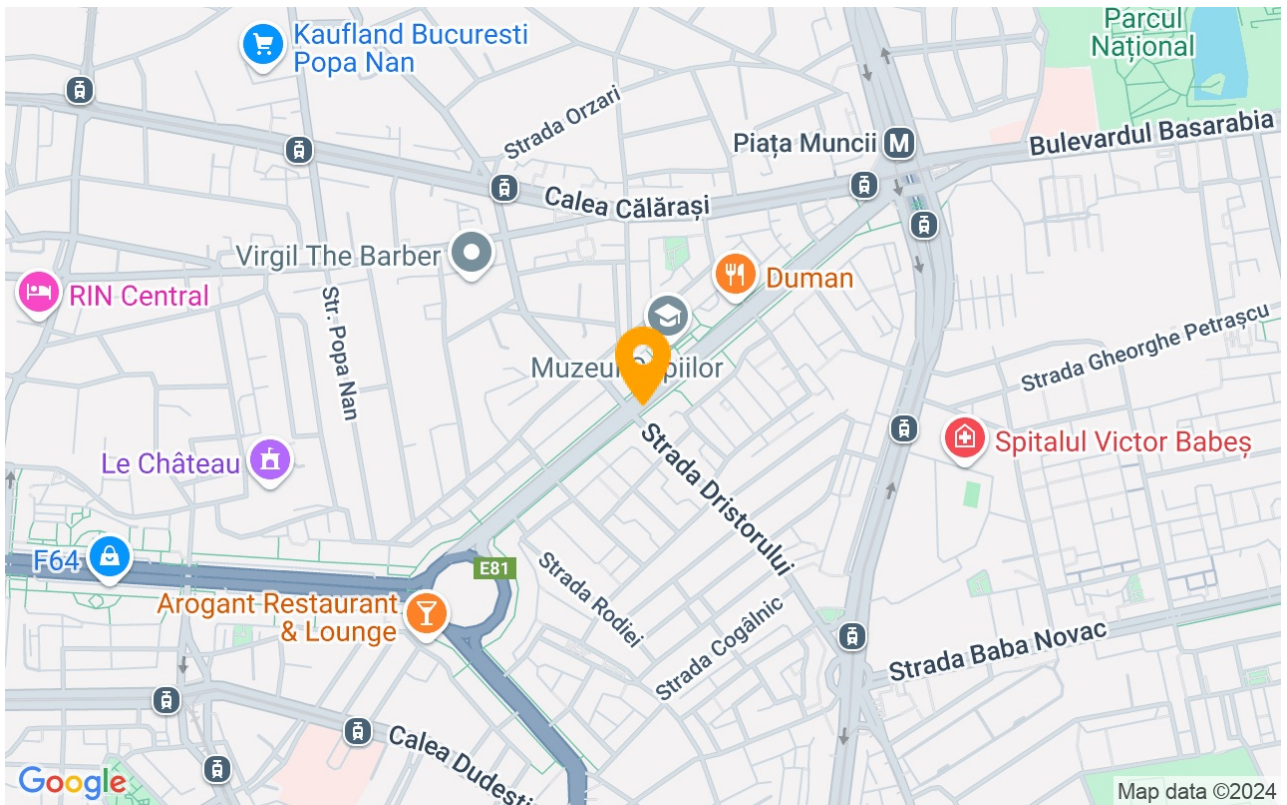 Parcul
Național
Kaufland Bucuresti
Popa Nan
Strada Orzari
Piața Muncii
M
Bulevardul Basarabia
Calea Călărași
Virgil The Barber
Duman
RIN Central
Str. Popa Nan
Strada Gheorghe Petrașcu
Strada Dristorului
Spitalul Victor Babeș
Le Château
F64
E81
Arogant Restaurant
& Lounge
Strada Rodiei
Strada Cogâlnic
Strada Baba Novac
Calea Dudești
Google
Map data ©2024